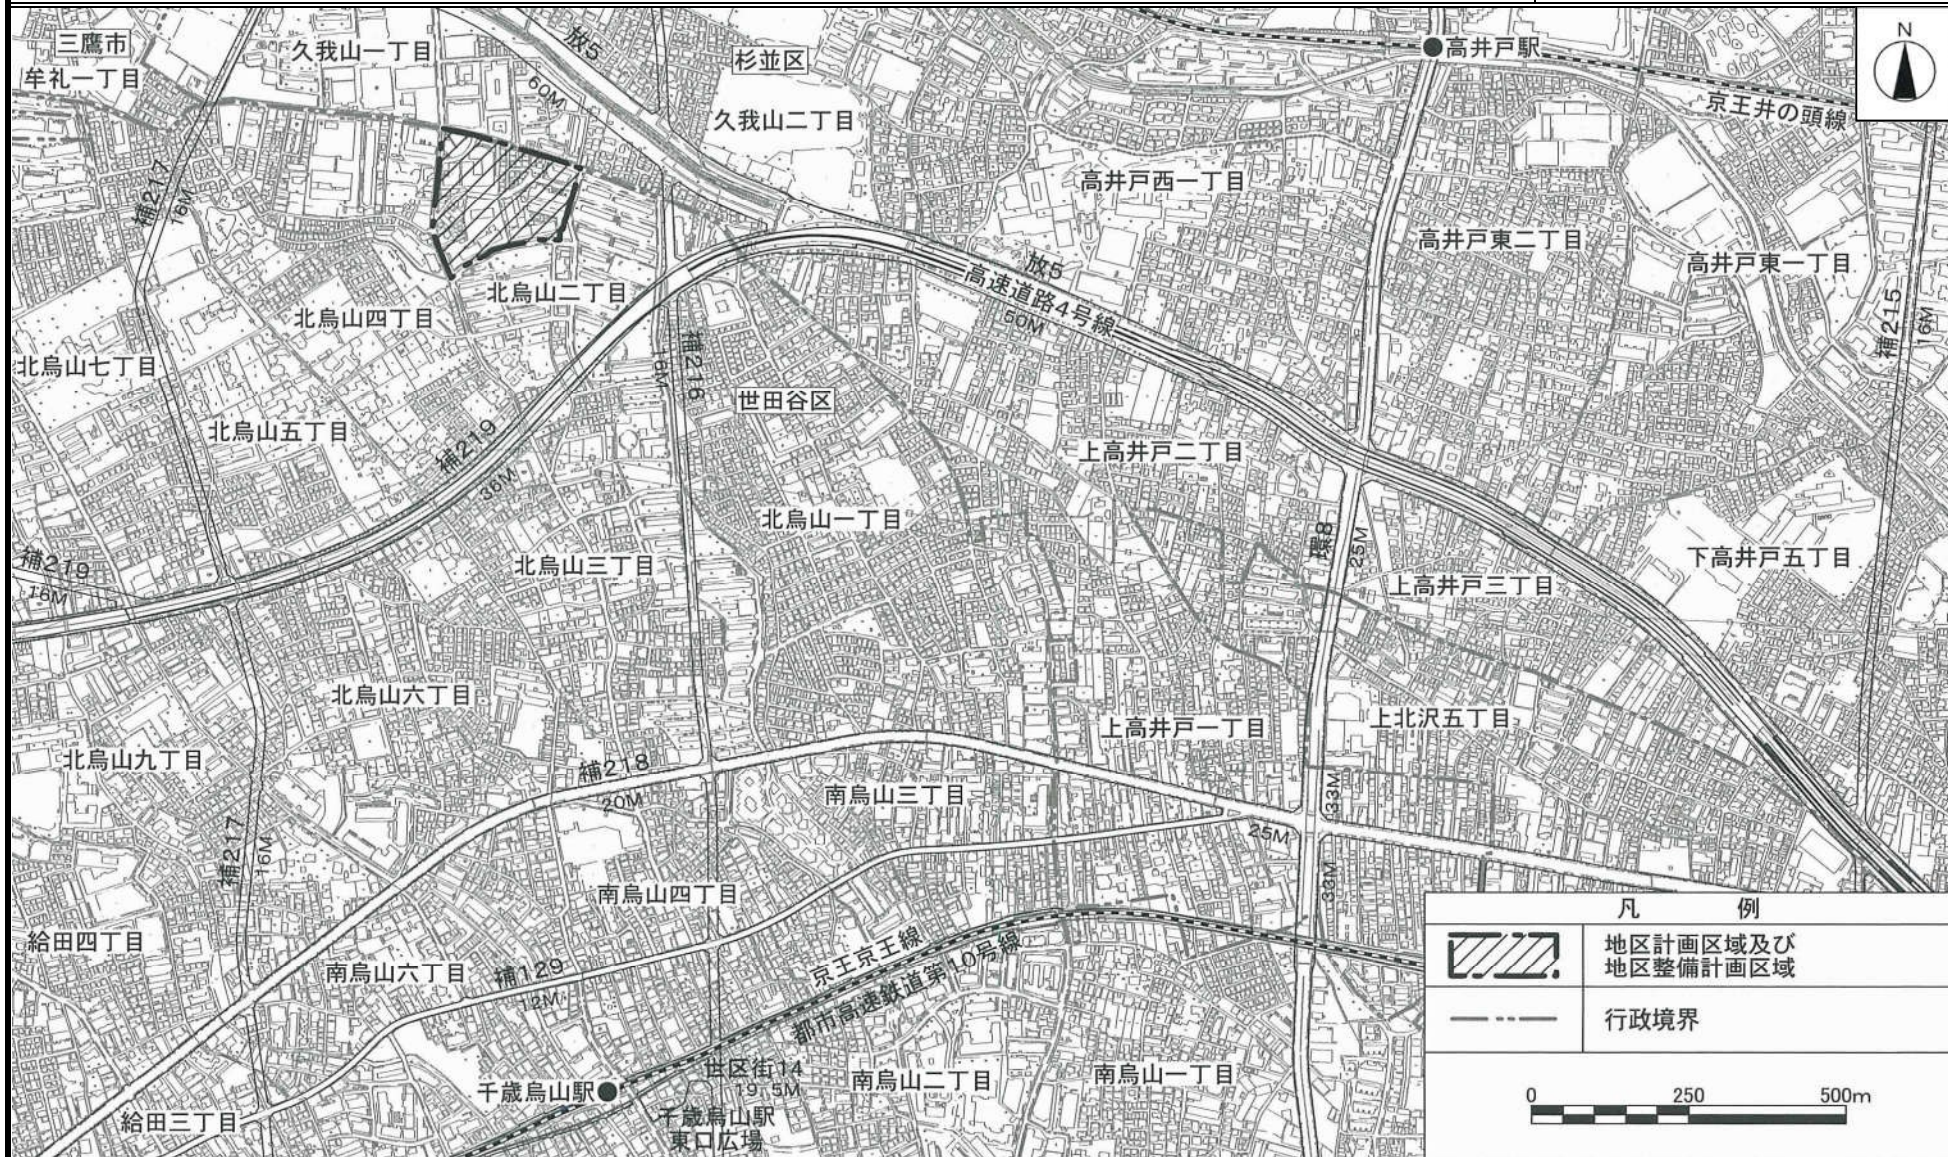 三鷹市
久我山一丁目
放5
杉並区
高井戸駅
N
牟礼一丁目
60M
京王井の頭線
久我山二丁目
補217
16M
高井戸西一丁目
高井戸東二丁目
高井戸東一丁目
放5
高速道路4号線
50M
北烏山二丁目
北烏山四丁目
補215
16M
北烏山七丁目
16M
補216
世田谷区
北烏山五丁目
補219
36M
上高井戸二丁目
北烏山一丁目
環8
25M
補219
16M
北烏山三丁目
上高井戸三丁目
下高井戸五丁目
北烏山六丁目
上高井戸一丁目
上北沢五丁目
北烏山九丁目
補218
20M
南烏山三丁目
33M
25M
補217
16M
南烏山四丁目
33M
給田四丁目
南烏山六丁目
補129
12M
京王京王線
都市高速鉄道第10号線
千歳烏山駅
世区街14
19.5M
南烏山二丁目
南烏山一丁目
給田三丁目
千歳烏山駅
東口広場
凡 例
地区計画区域及び
地区整備計画区域
行政境界
0 250 500m